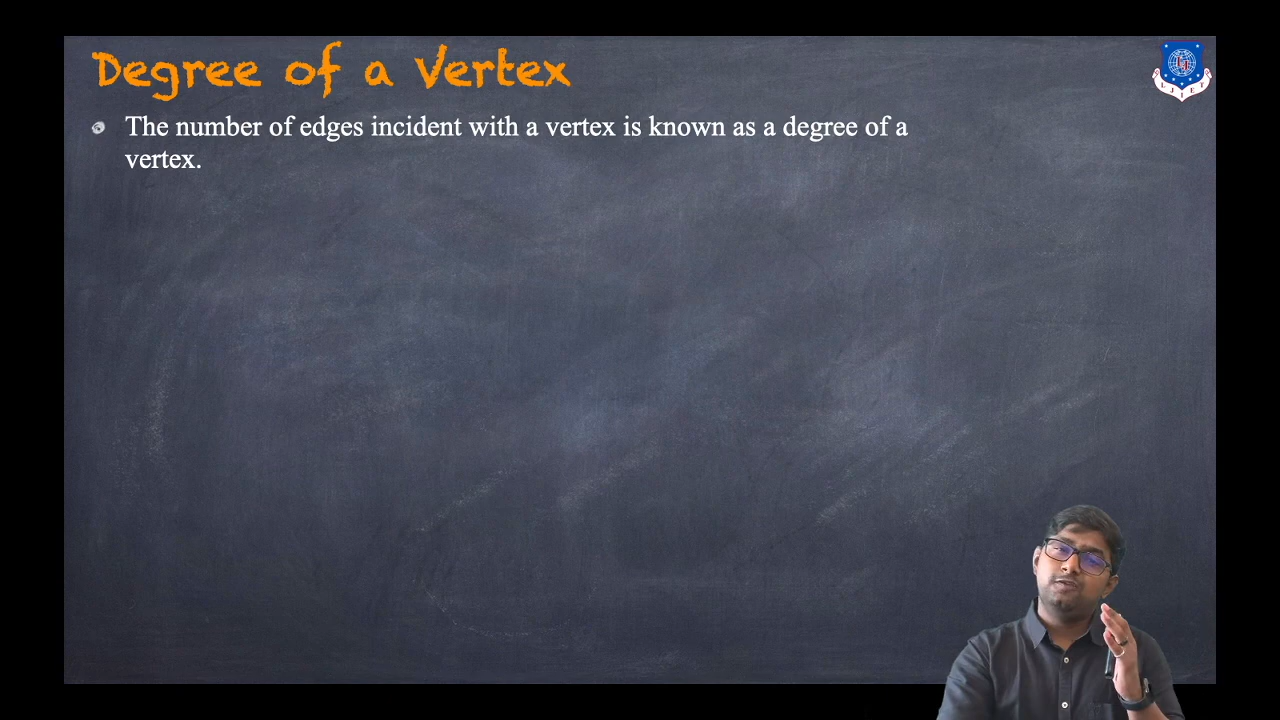 Degree of a Vertex
The number of edges incident with a vertex is known as a degree of a
vertex.
L J I E T